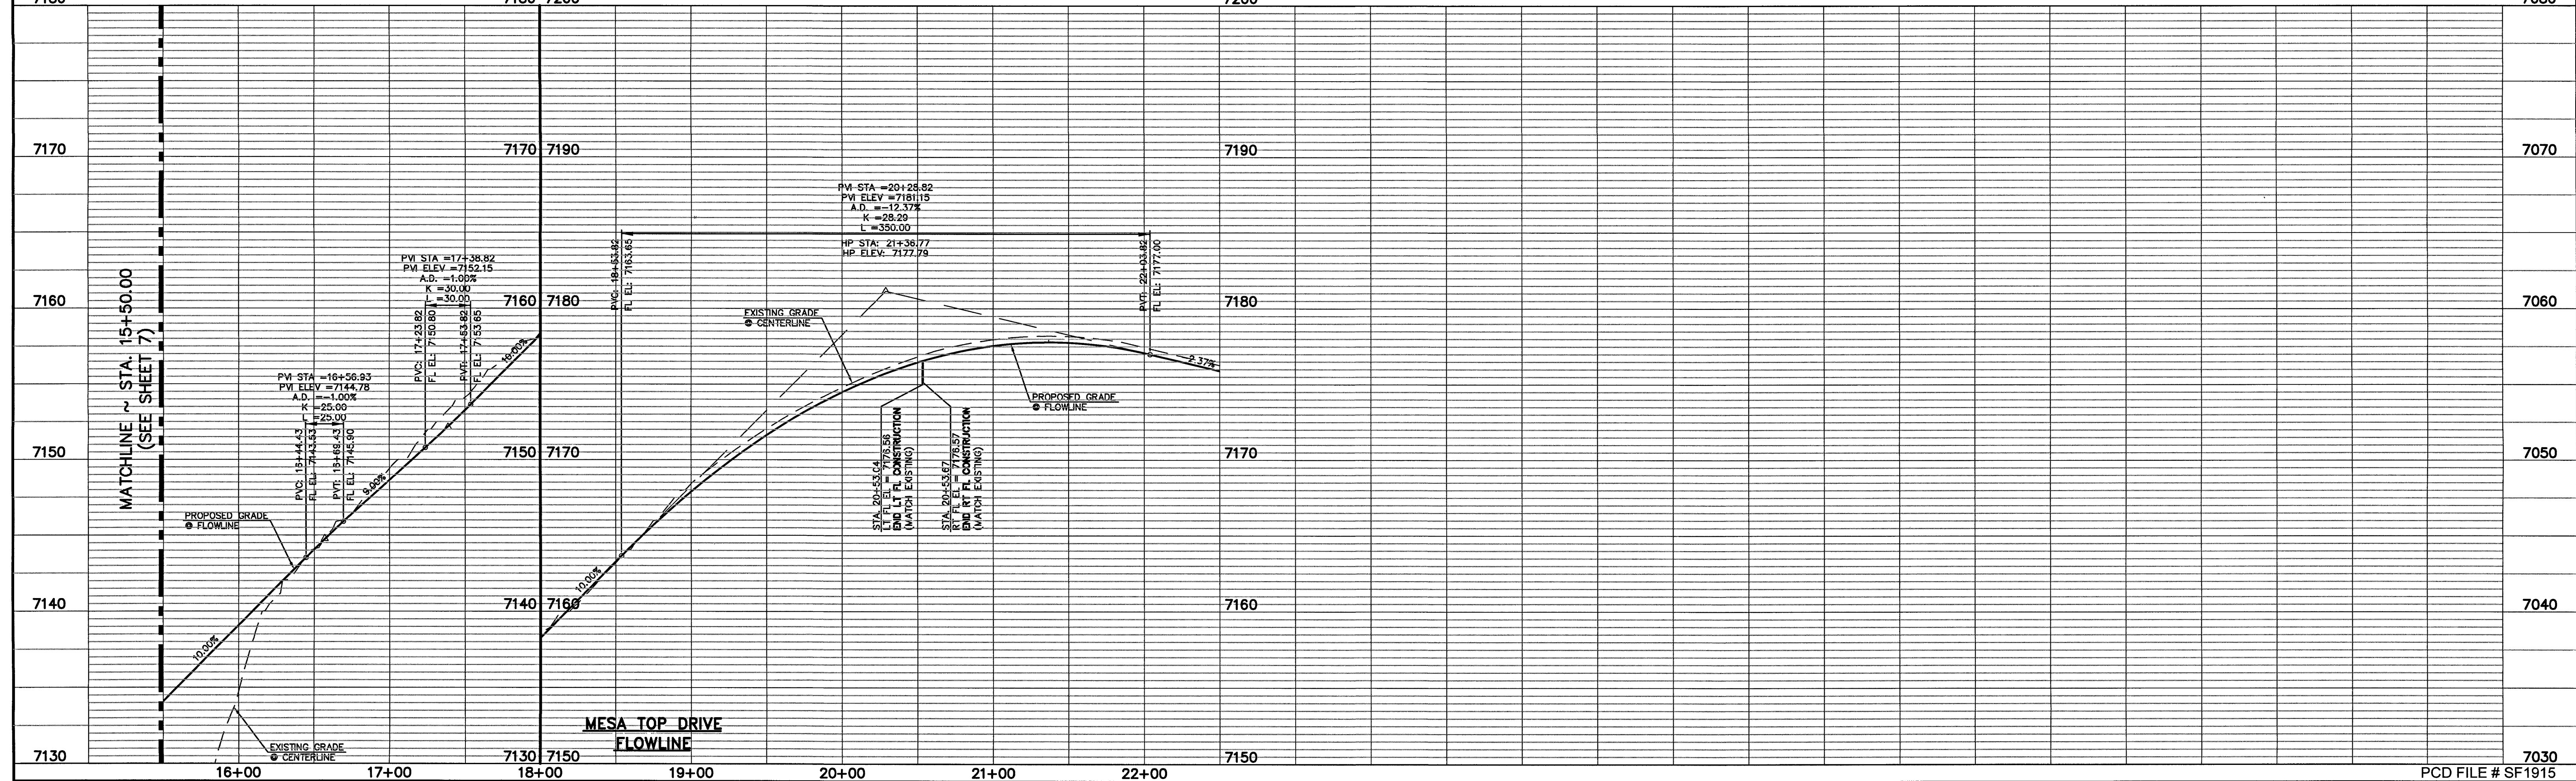 7180
7180
7200
7200
7080
7170
7170
7190
7190
7070
7160
7160
7180
7180
7060
7150
7150
7170
7170
7050
7140
7140
7160
7160
7040
7130
7130
7150
7150
7030
MATCHLINE ~ STA. 15+50.00
(SEE SHEET 7)
10.00%
PROPOSED GRADE
@ FLOWLINE
EXISTING GRADE
@ CENTERLINE
PVI STA =16+56.93
PVI ELEV =7144.78
A.D. =-1.00%
K =25.00
L =25.00
PVC: 16+44.43
FL EL: 7143.53
PVT: 16+69.43
FL EL: 7145.90
9.00%
PVI STA =17+38.82
PVI ELEV =7152.15
A.D. =1.00%
K =30.00
L =30.00
PVC: 17+23.82
FL EL: 7150.80
PVT: 17+53.82
FL EL: 7153.65
10.00%
10.00%
PVI STA =20+28.82
PVI ELEV =7181.15
A.D. =-12.37%
K =28.29
L =350.00
HP STA: 21+36.77
HP ELEV: 7177.79
PVC: 18+53.82
FL EL: 7163.65
PVT: 22+03.82
FL EL: 7177.00
EXISTING GRADE
@ CENTERLINE
PROPOSED GRADE
@ FLOWLINE
STA. 20+53.04
LT FL EL = 7176.56
END LT FL CONSTRUCTION
(MATCH EXISTING)
STA. 20+53.67
RT FL EL = 7176.57
END RT FL CONSTRUCTION
(MATCH EXISTING)
2.37%
MESA TOP DRIVE
FLOWLINE
16+00
17+00
18+00
19+00
20+00
21+00
22+00
PCD FILE # SF1915